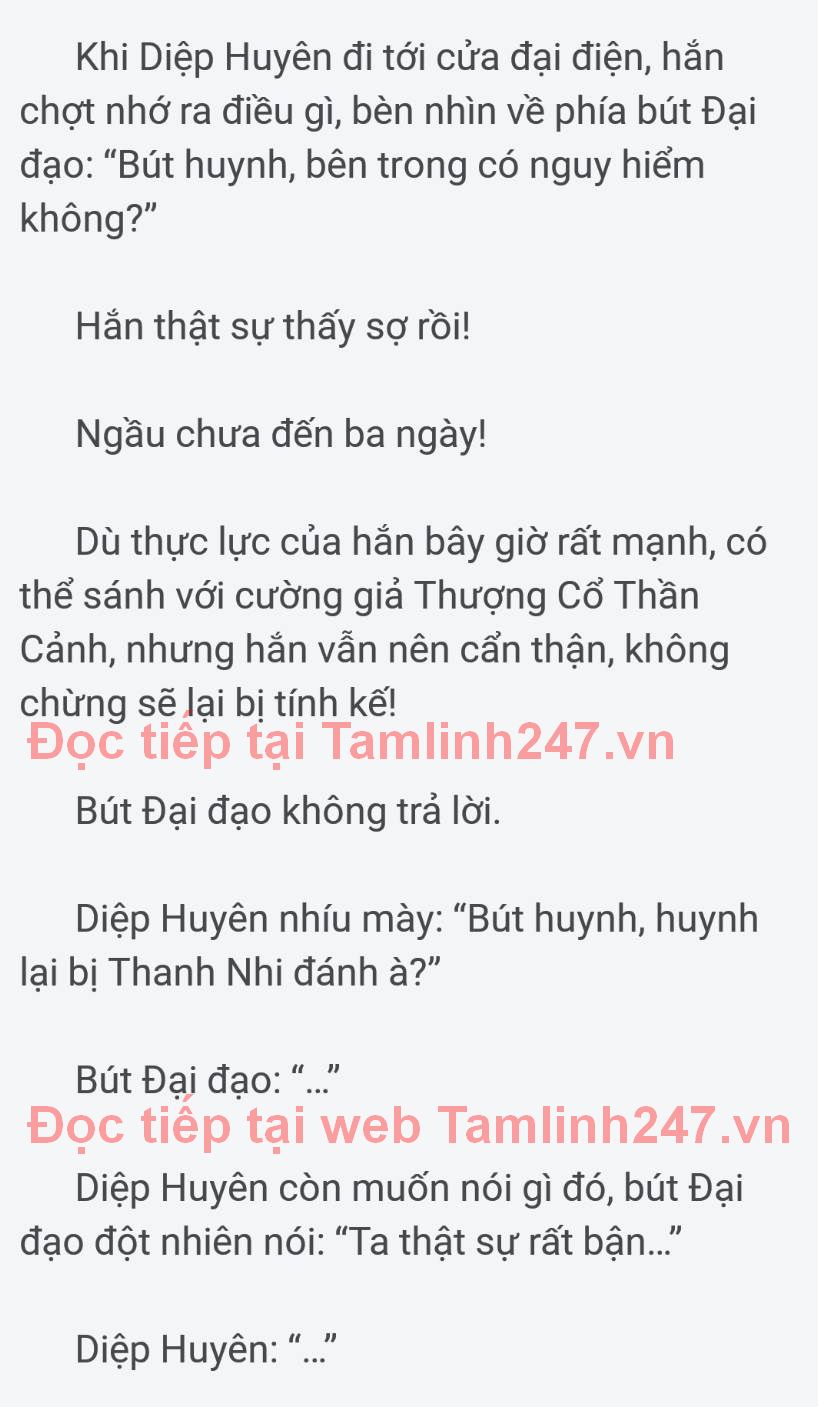 Khi Diệp Huyên đi tới cửa đại điện, hắn
chợt nhớ ra điều gì, bèn nhìn về phía bút Đại
đạo: “Bút huynh, bên trong có nguy hiểm
không?”
Hắn thật sự thấy sợ rồi!
Ngầu chưa đến ba ngày!
Dù thực lực của hắn bây giờ rất mạnh, có
thể sánh với cường giả Thượng Cổ Thần
Cảnh, nhưng hắn vẫn nên cẩn thận, không
chừng sẽ lại bị tính kế!
Đọc tiếp tại Tamlinh247.vn
Bút Đại đạo không trả lời.
Diệp Huyên nhíu mày: “Bút huynh, huynh
lại bị Thanh Nhi đánh à?”
Bút Đại đạo: “...”
Đọc tiếp tại web Tamlinh247.vn
Diệp Huyên còn muốn nói gì đó, bút Đại
đạo đột nhiên nói: “Ta thật sự rất bận...”
Diệp Huyên: “...”